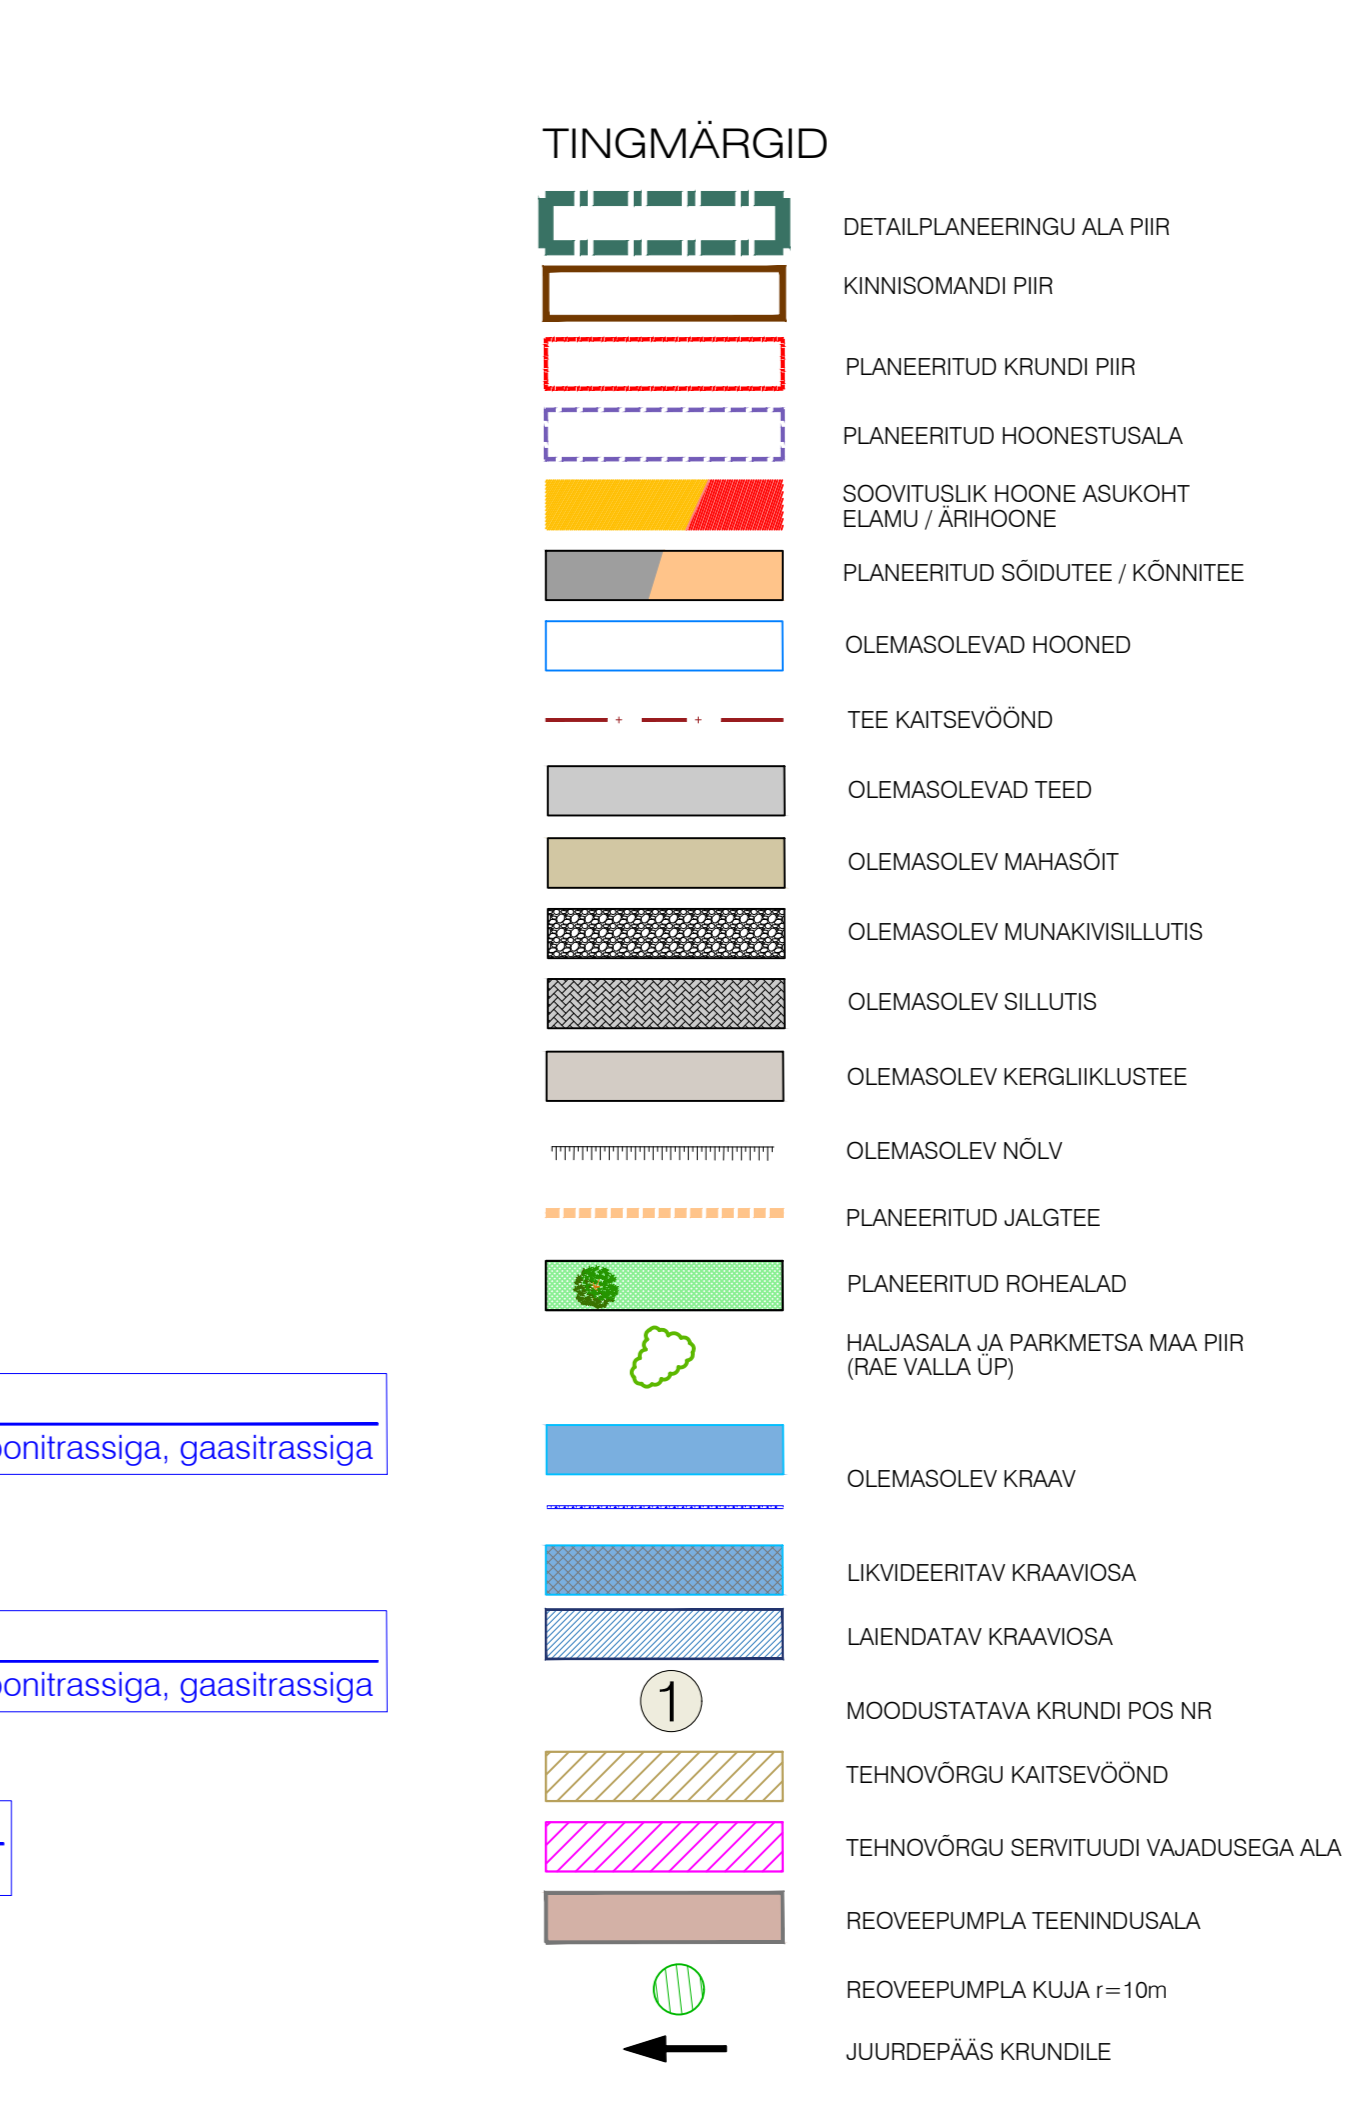 TINGMÄRGID
DETAILPLANEERINGU ALA PIIR
KINNISOMANDI PIIR
PLANEERITUD KRUNDI PIIR
PLANEERITUD HOONESTUSALA
SOOVITUSLIK HOONE ASUKOHT
ELAMU / ÄRIHOONE
PLANEERITUD SÕIDUTEE / KÕNNITEE
OLEMASOLEVAD HOONED
TEE KAITSEVÖÖND
OLEMASOLEVAD TEED
OLEMASOLEV MAHASÕIT
OLEMASOLEV MUNAKIVISILLUTIS
OLEMASOLEV SILLUTIS
OLEMASOLEV KERGLIIKLUSTEE
OLEMASOLEV NÕLV
PLANEERITUD JALGTEE
PLANEERITUD ROHEALAD
HALJASALA JA PARKMETSA MAA PIIR
(RAE VALLA ÜP)
OLEMASOLEV KRAAV
LIKVIDEERITAV KRAAVIOSA
LAIENDATAV KRAAVIOSA
1
MOODUSTATAVA KRUNDI POS NR
TEHNOVÕRGU KAITSEVÖÖND
TEHNOVÕRGU SERVITUUDI VAJADUSEGA ALA
REOVEEPUMPLA TEENINDUSALA
REOVEEPUMPLA KUJA r=10m
JUURDEPÄÄS KRUNDILE
onitrassiga, gaasitrassiga
onitrassiga, gaasitrassiga